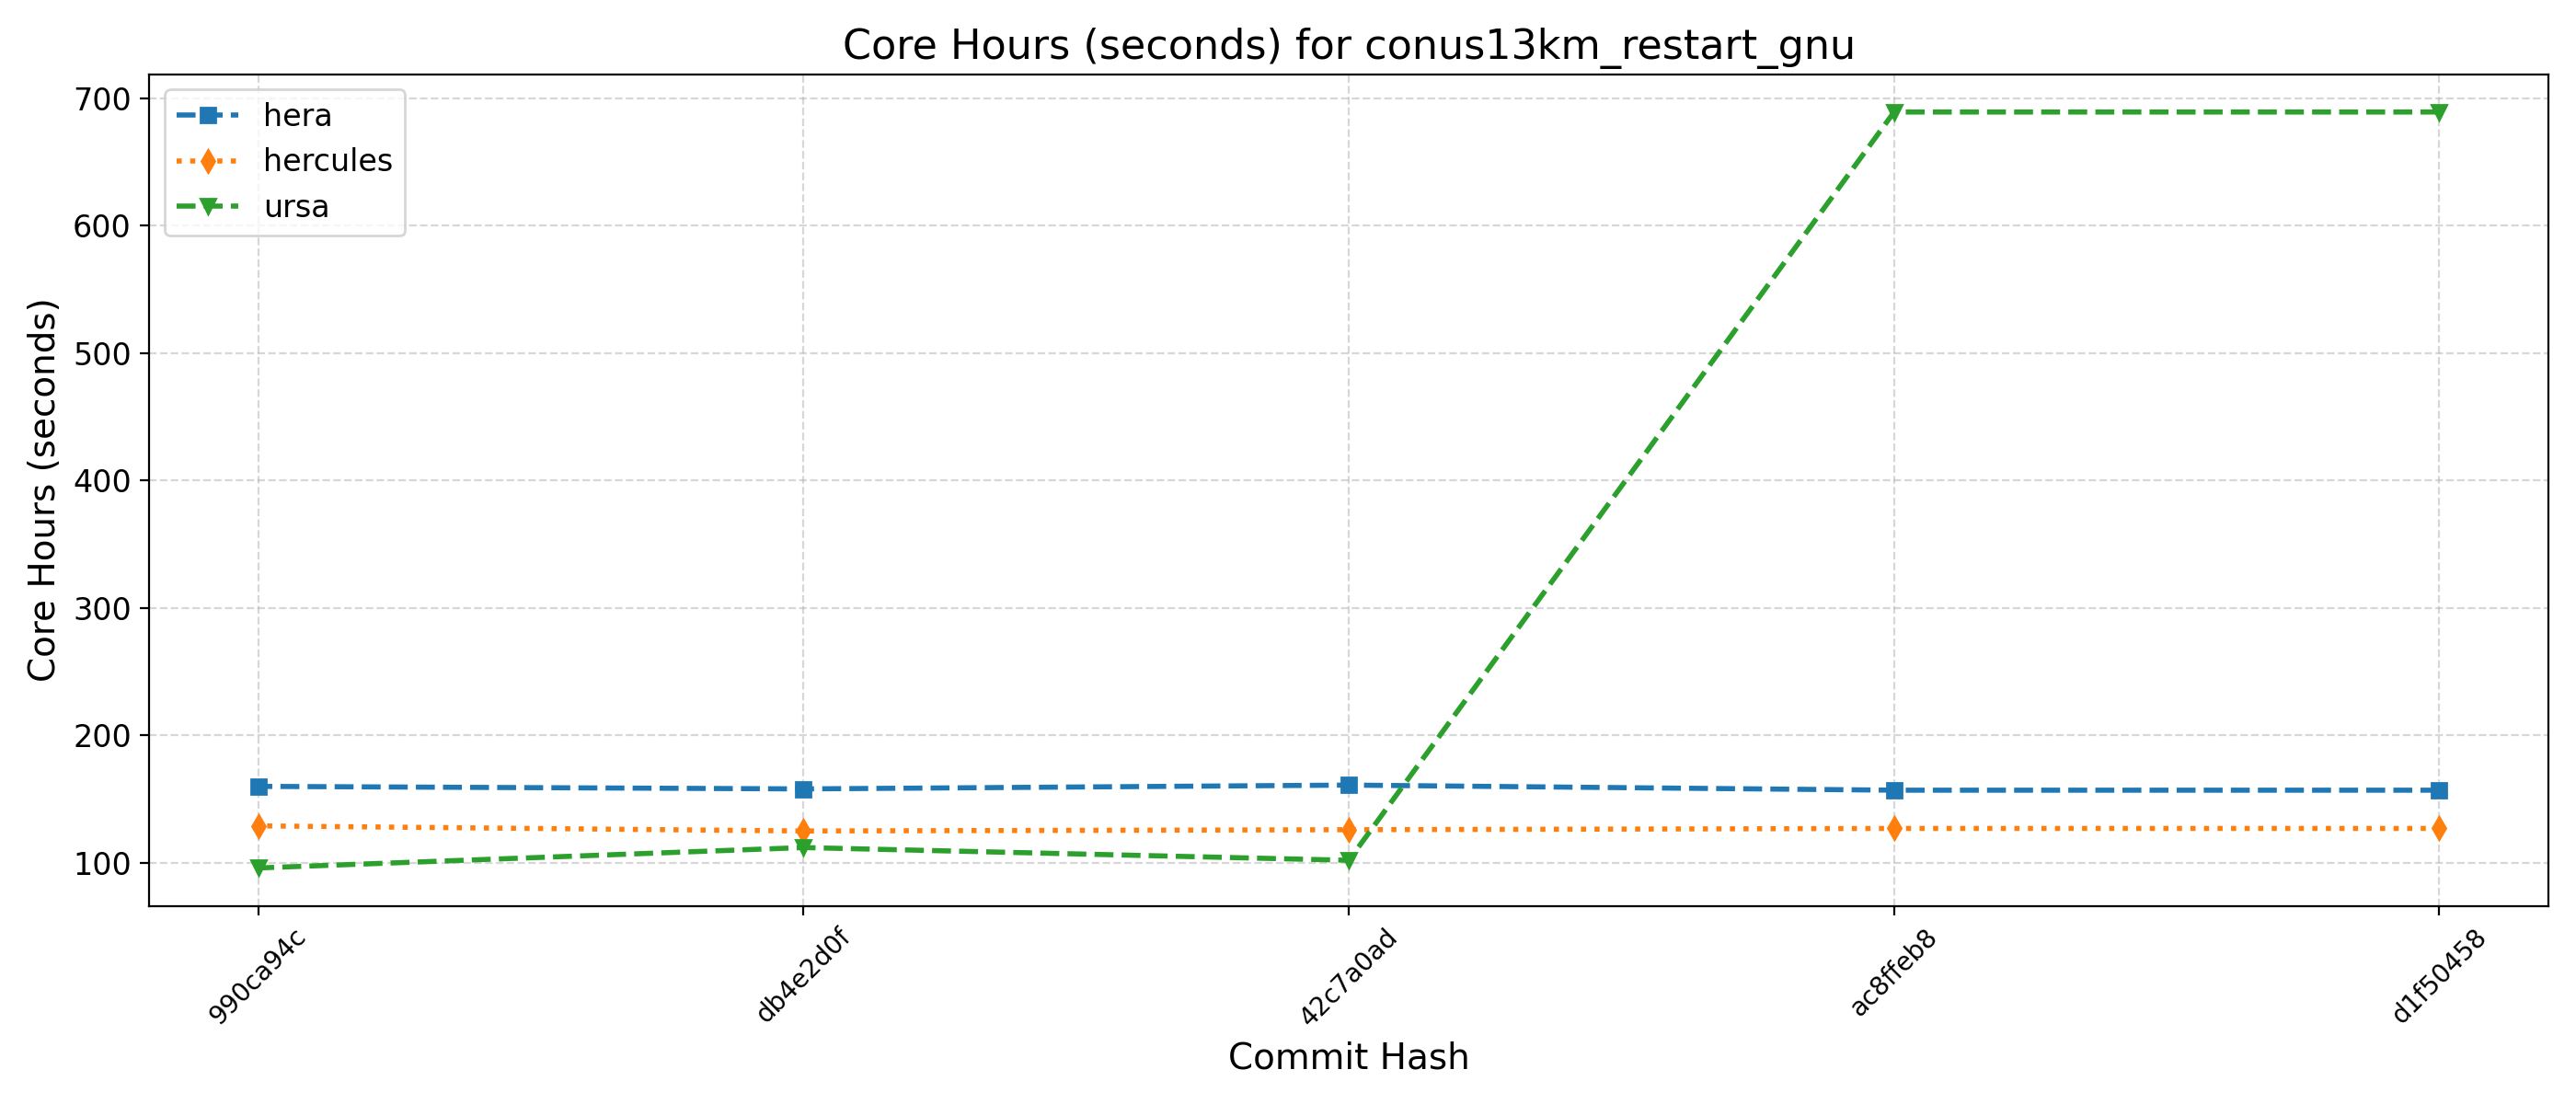 Core Hours (seconds) for conus13km_restart_gnu
hera
hercules
ursa
Core Hours (seconds)
700
600
500
400
300
200
100
990ca94c
db4e2d0f
42c7a0ad
ac8ffeb8
d1f50458
Commit Hash